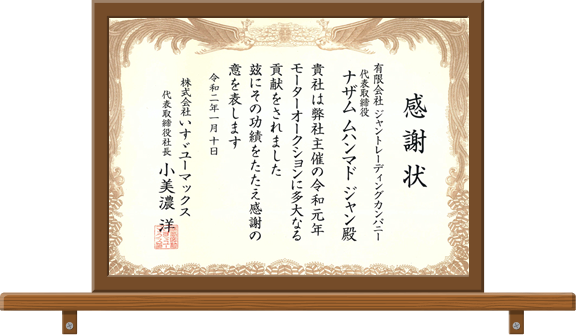 感謝状
有限会社 ジャントレーディングカンパニー
代表取締役
ナザム ムハンマド ジャン殿
貴社は弊社主催の令和元年
モーターオークションに多大なる
貢献をされました
茲にその功績をたたえ感謝の
意を表します
令和二年一月十日
株式会社いすゞユーマックス
代表取締役社長 小美濃 洋